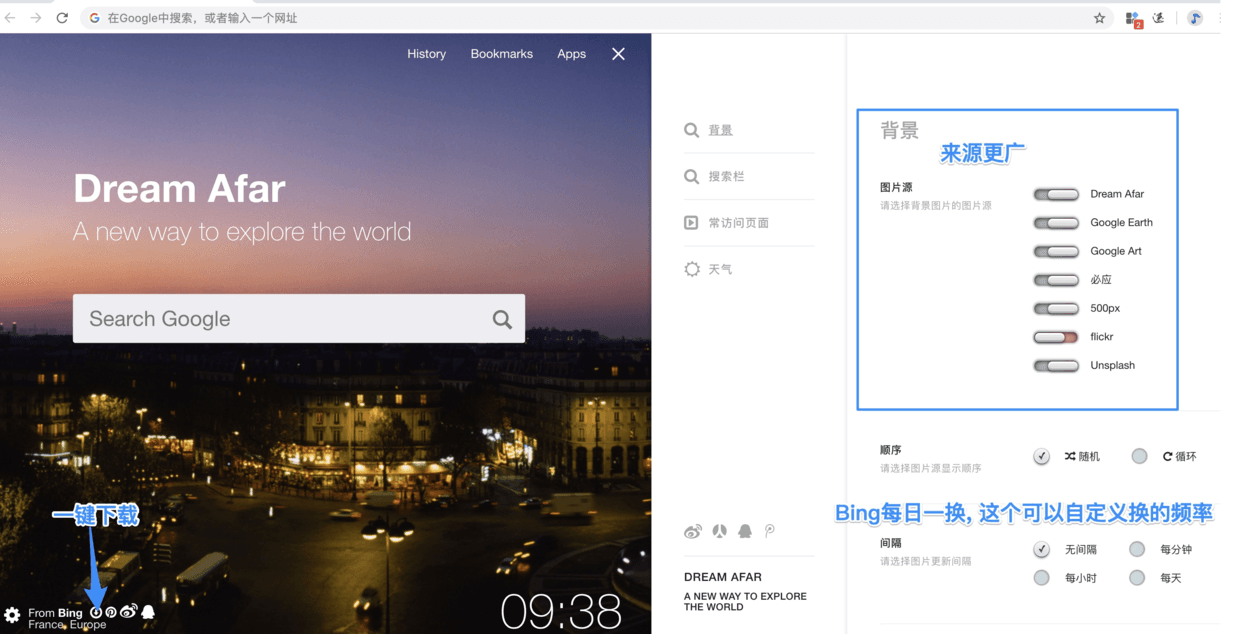 在Google中搜索，或者输入一个网址
2
History Bookmarks Apps
Dream Afar
A new way to explore the world
Search Google
一键下载
From Bing
France, Europe
09:38
背景
搜索栏
常访问页面
天气
DREAM AFAR
A NEW WAY TO EXPLORE
THE WORLD
背景
来源更广
图片源
请选择背景图片的图片源
Dream Afar
Google Earth
Google Art
必应
500px
flickr
Unsplash
顺序
请选择图片源显示顺序
随机 循环
Bing每日一换, 这个可以自定义换的频率
间隔
请选择图片更新间隔
无间隔 每分钟
每小时 每天